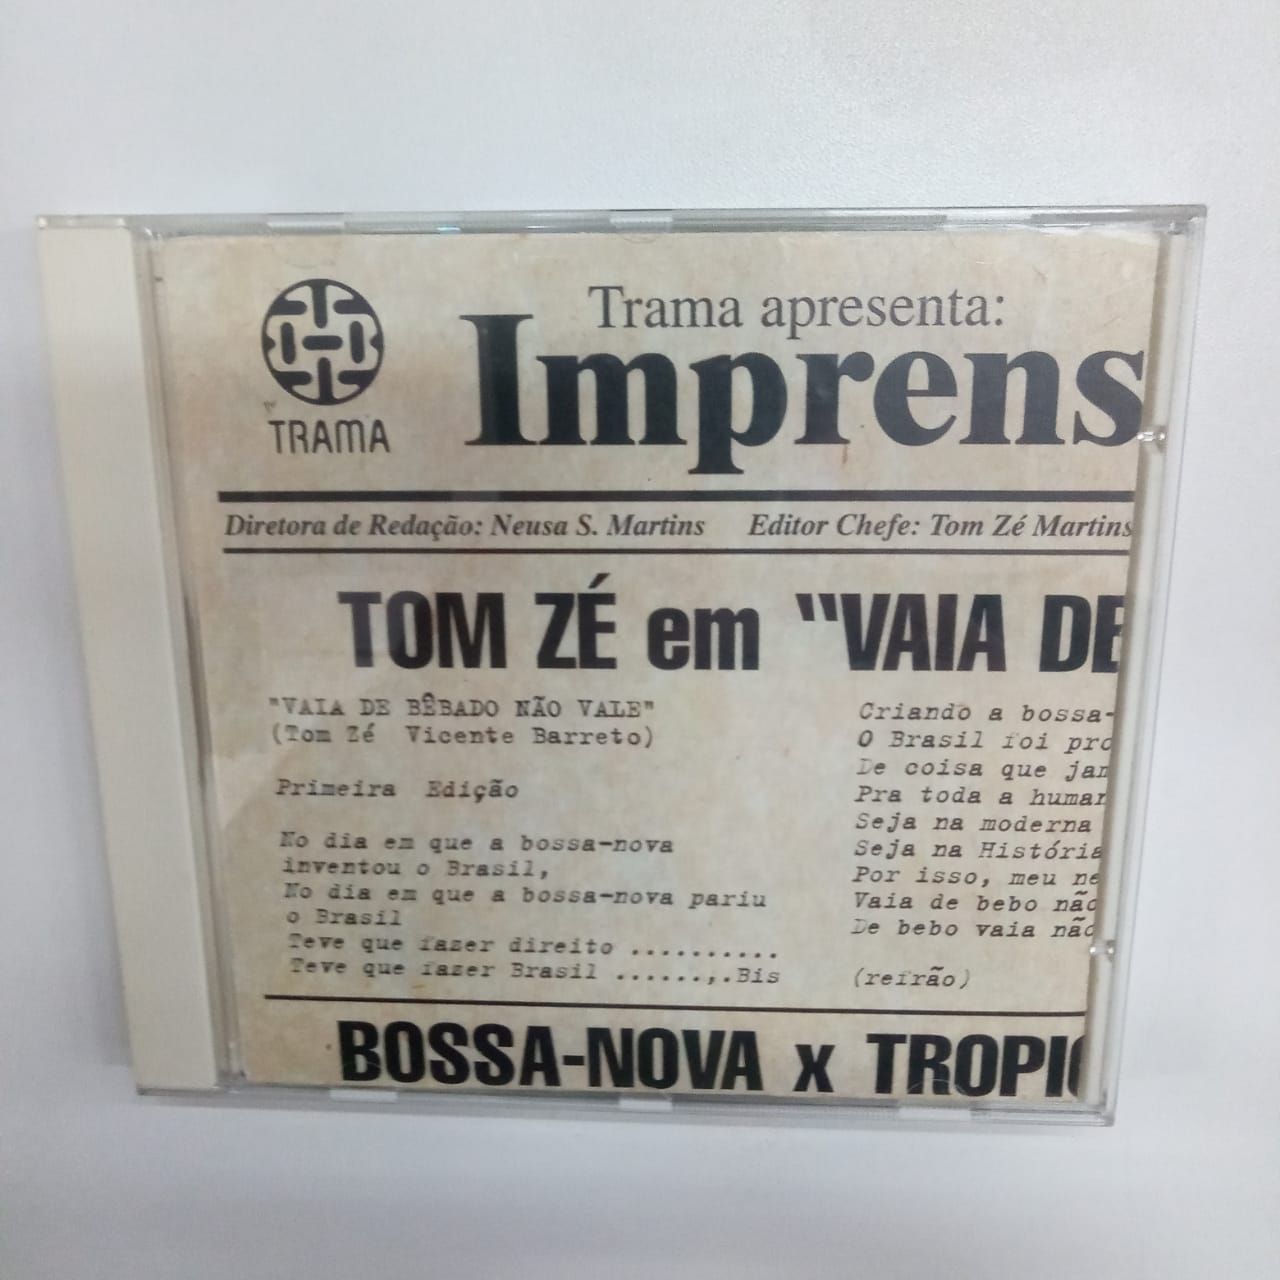 TRAMA
Trama apresenta:
Imprens
Diretora de Redação: Neusa S. Martins Editor Chefe: Tom Zé Martins
TOM ZÉ em "VAIA DE
"VAIA DE BÊBADO NÃO VALE"
(Tom Zé Vicente Barreto)
Primeira Edição
No dia em que a bossa-nova
inventou o Brasil,
No dia em que a bossa-nova pariu
o Brasil
Teve que fazer direito ..........
Teve que fazer Brasil ......,.Bis
Criando a bossa-
O Brasil foi pro
De coisa que jam
Pra toda a human
Seja na moderna
Seja na História
Por isso, meu ne
Vaia de bebo não
De bebo vaia não
(refrão)
BOSSA-NOVA x TROPIC